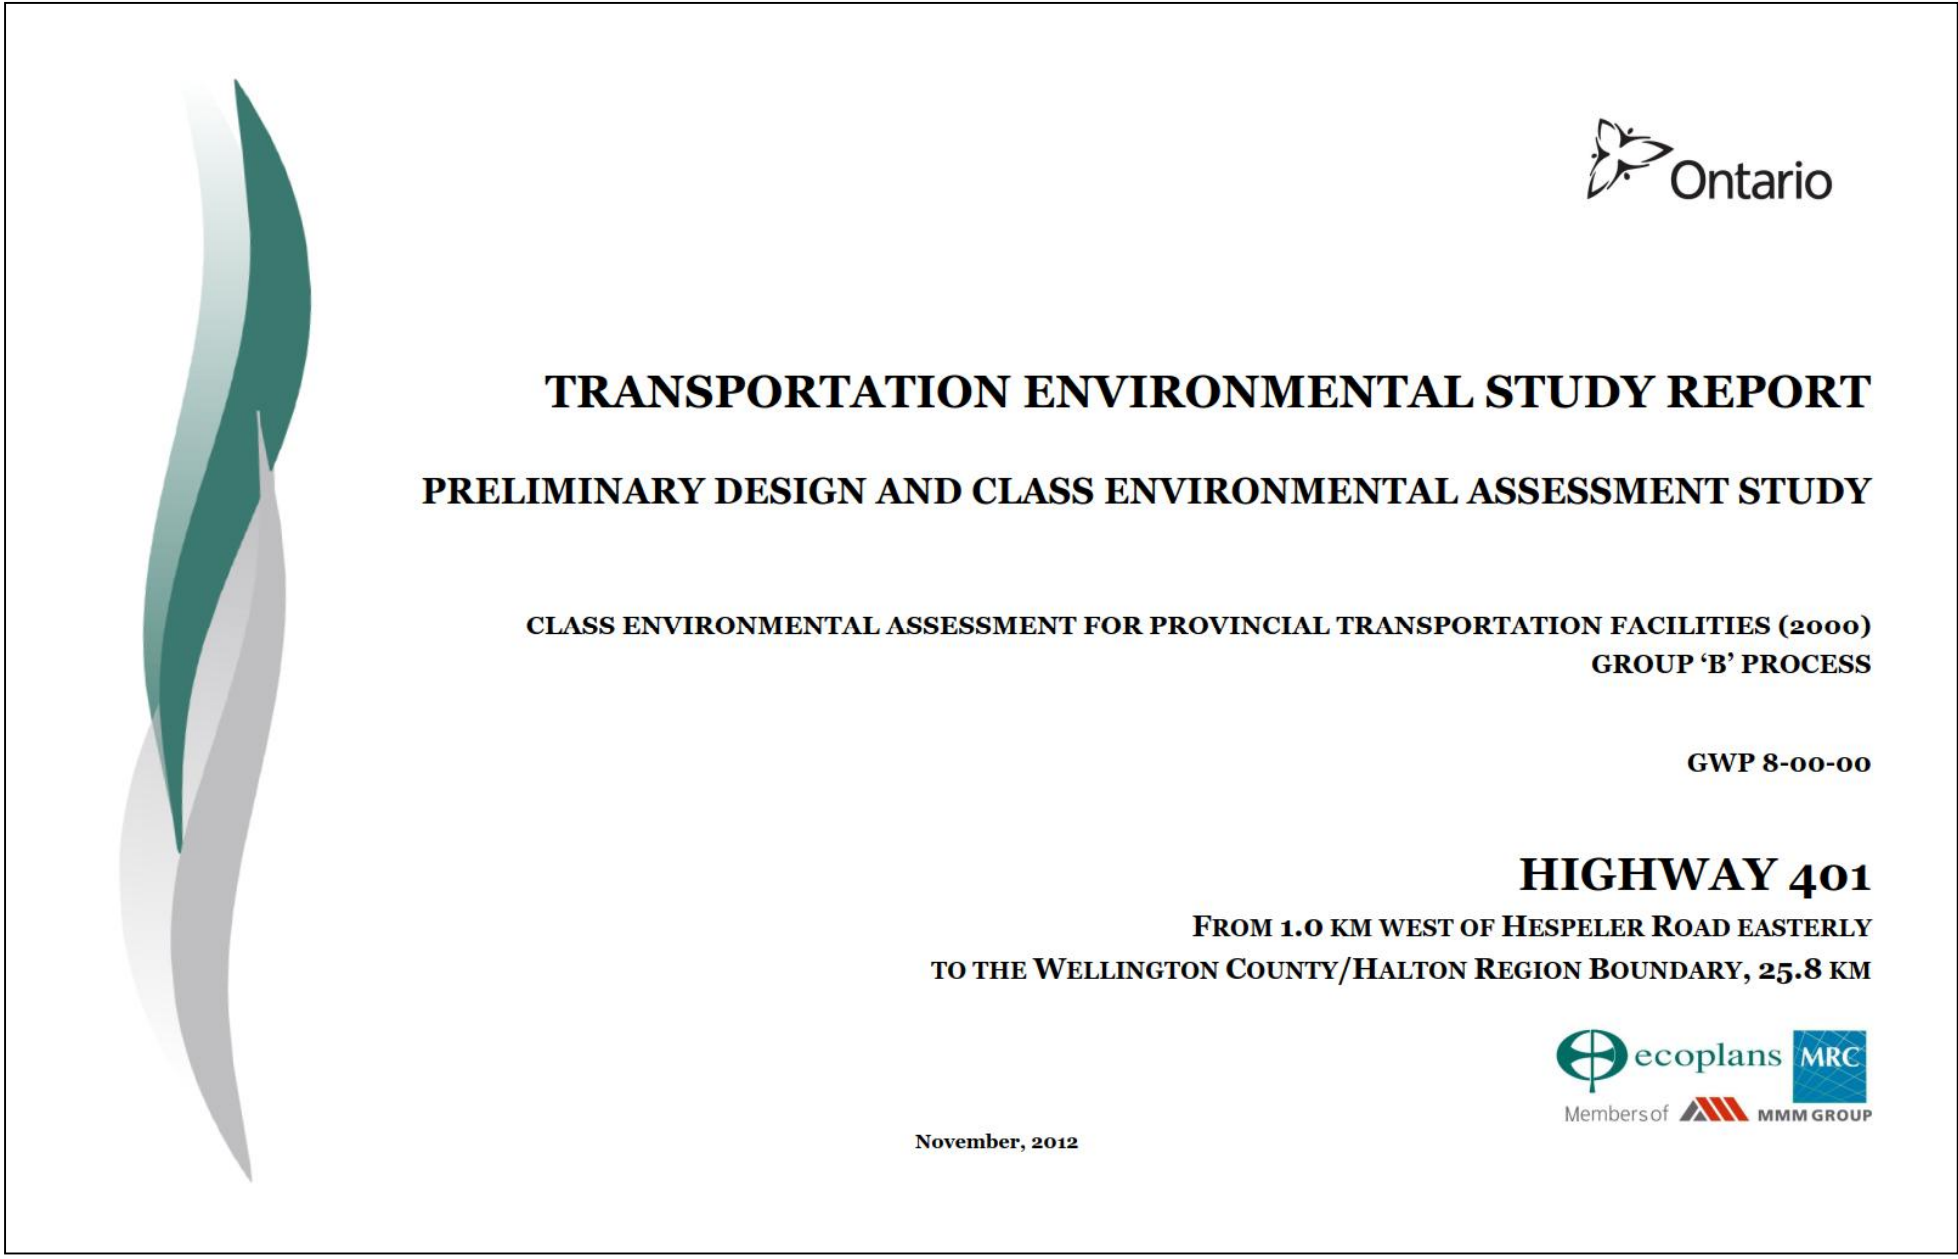 Ontario
TRANSPORTATION ENVIRONMENTAL STUDY REPORT
PRELIMINARY DESIGN AND CLASS ENVIRONMENTAL ASSESSMENT STUDY
CLASS ENVIRONMENTAL ASSESSMENT FOR PROVINCIAL TRANSPORTATION FACILITIES (2000)
GROUP ‘B’ PROCESS
GWP 8-00-00
HIGHWAY 401
FROM 1.0 KM WEST OF HESPELER ROAD EASTERLY
TO THE WELLINGTON COUNTY/HALTON REGION BOUNDARY, 25.8 KM
ecoplans MRC
Members of MMM GROUP
November, 2012